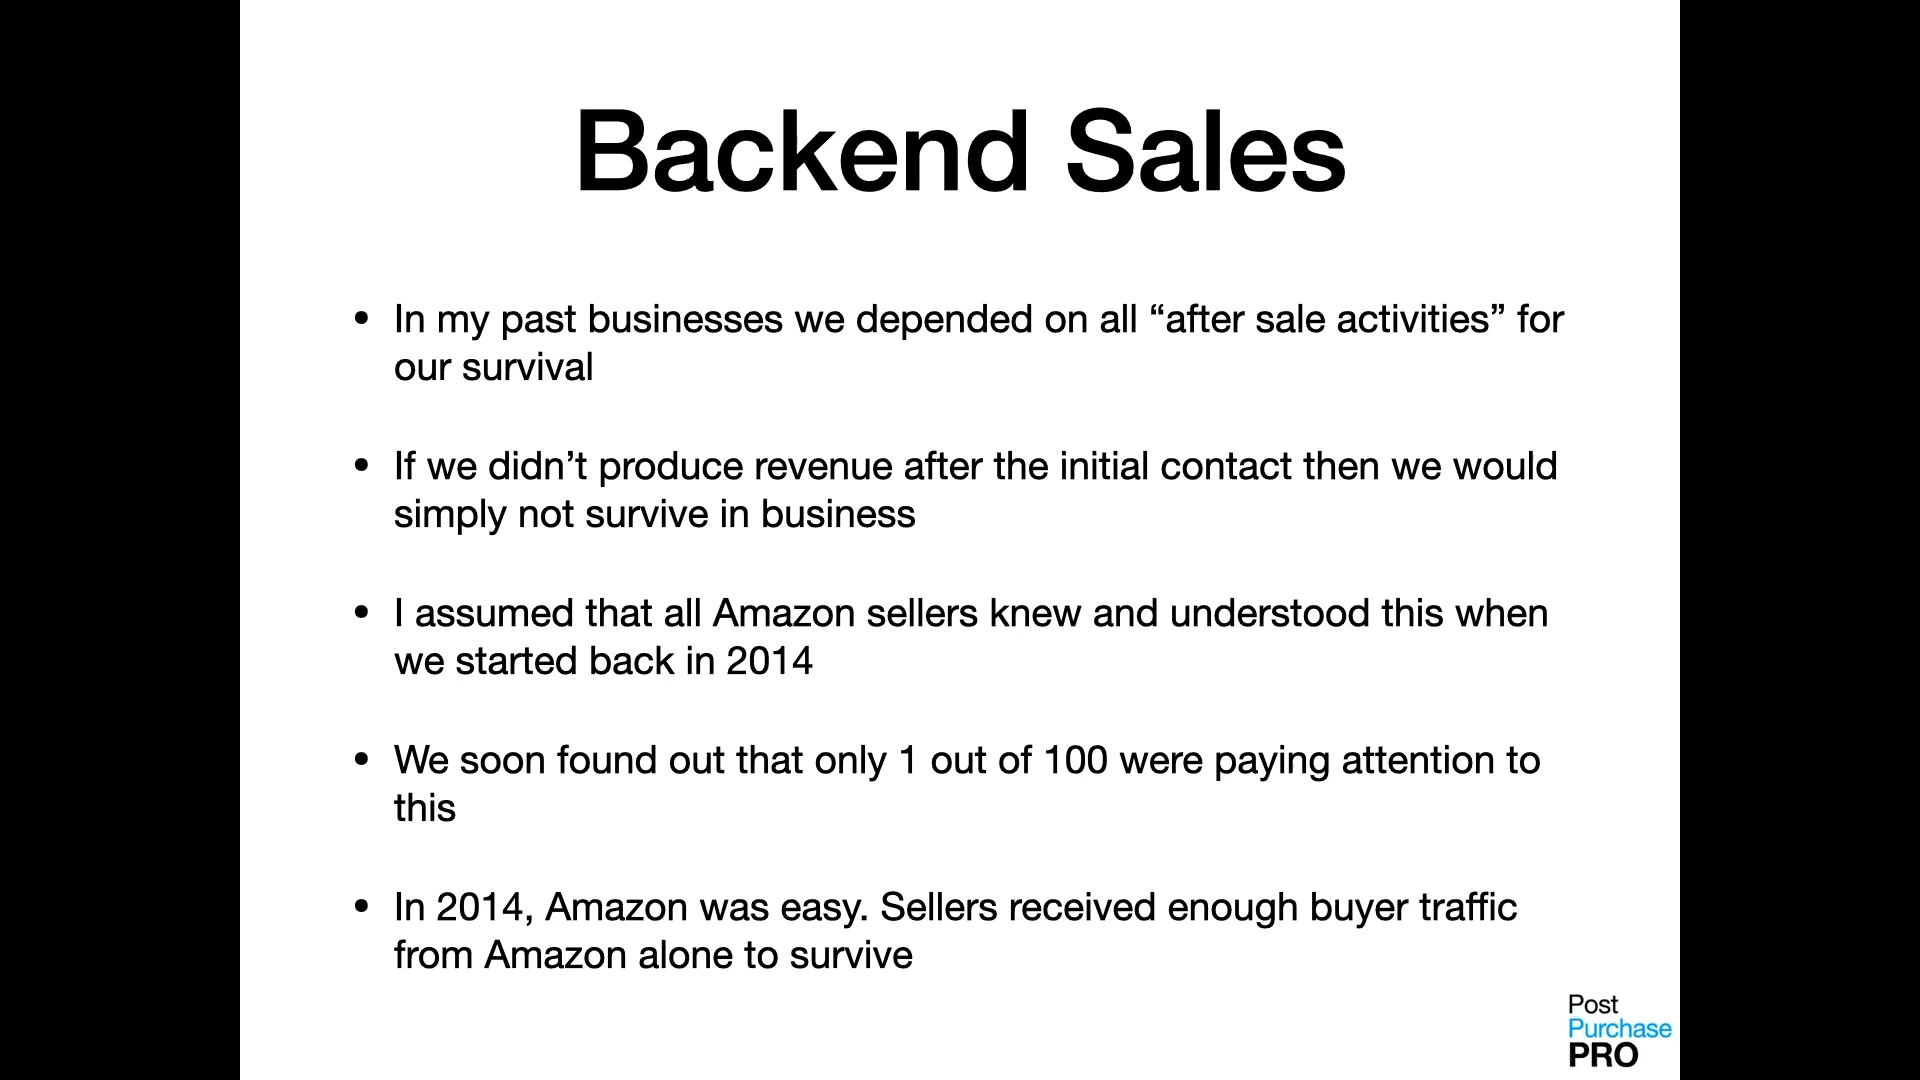 Backend Sales
• In my past businesses we depended on all “after sale activities” for
our survival
• If we didn’t produce revenue after the initial contact then we would
simply not survive in business
• I assumed that all Amazon sellers knew and understood this when
we started back in 2014
• We soon found out that only 1 out of 100 were paying attention to
this
• In 2014, Amazon was easy. Sellers received enough buyer traffic
from Amazon alone to survive
Post
Purchase
PRO